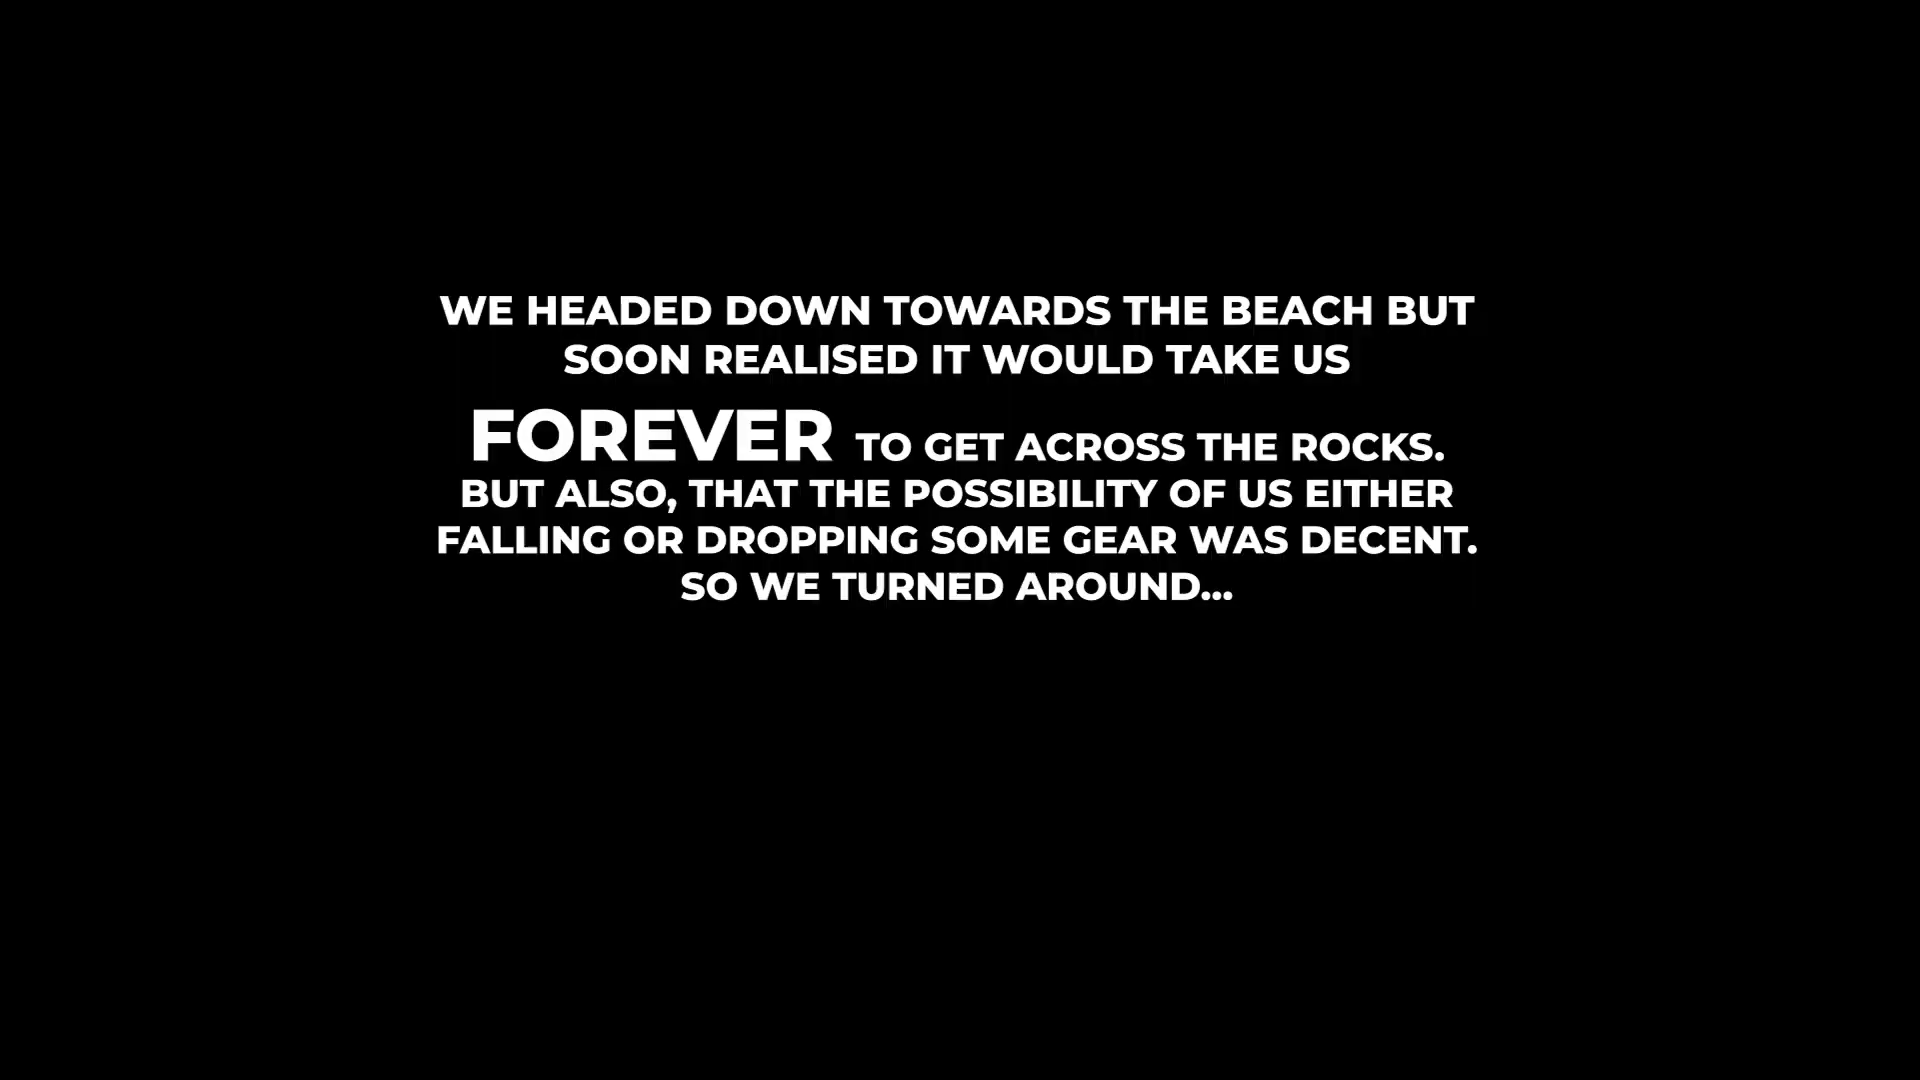 WE HEADED DOWN TOWARDS THE BEACH BUT
SOON REALISED IT WOULD TAKE US
FOREVER TO GET ACROSS THE ROCKS.
BUT ALSO, THAT THE POSSIBILITY OF US EITHER
FALLING OR DROPPING SOME GEAR WAS DECENT.
SO WE TURNED AROUND...